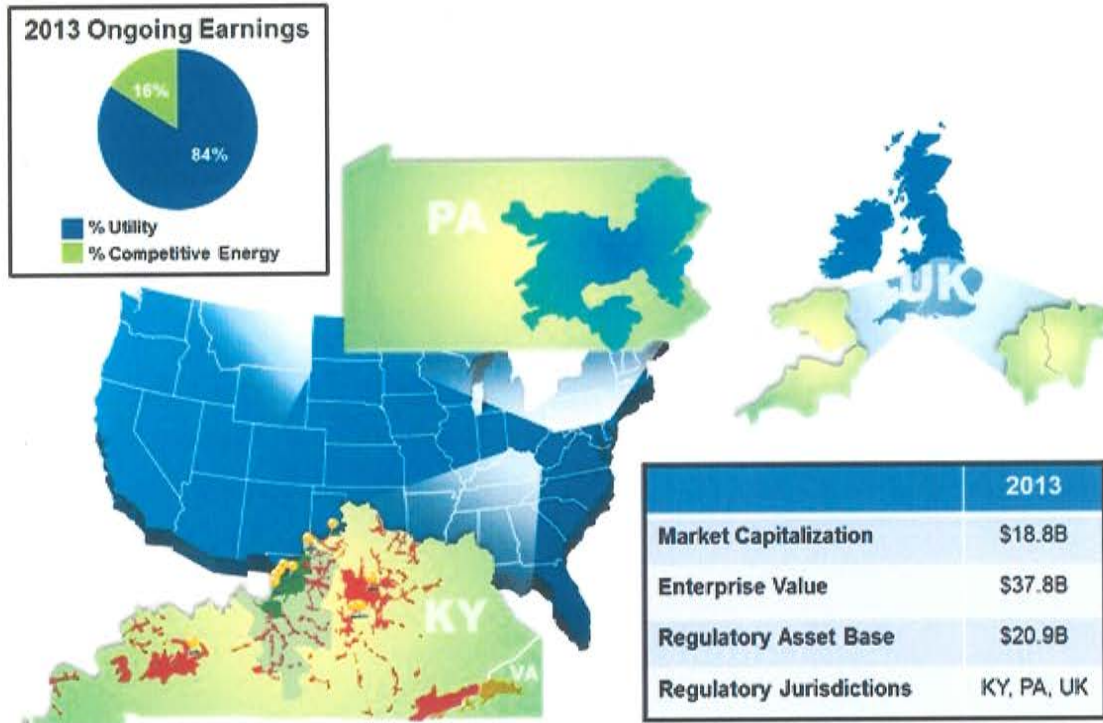 2013 Ongoing Earnings
16%
84%
% Utility
% Competitive Energy
PA
UK
KY
VA
2013
Market Capitalization $18.8B
Enterprise Value $37.8B
Regulatory Asset Base $20.9B
Regulatory Jurisdictions KY, PA, UK